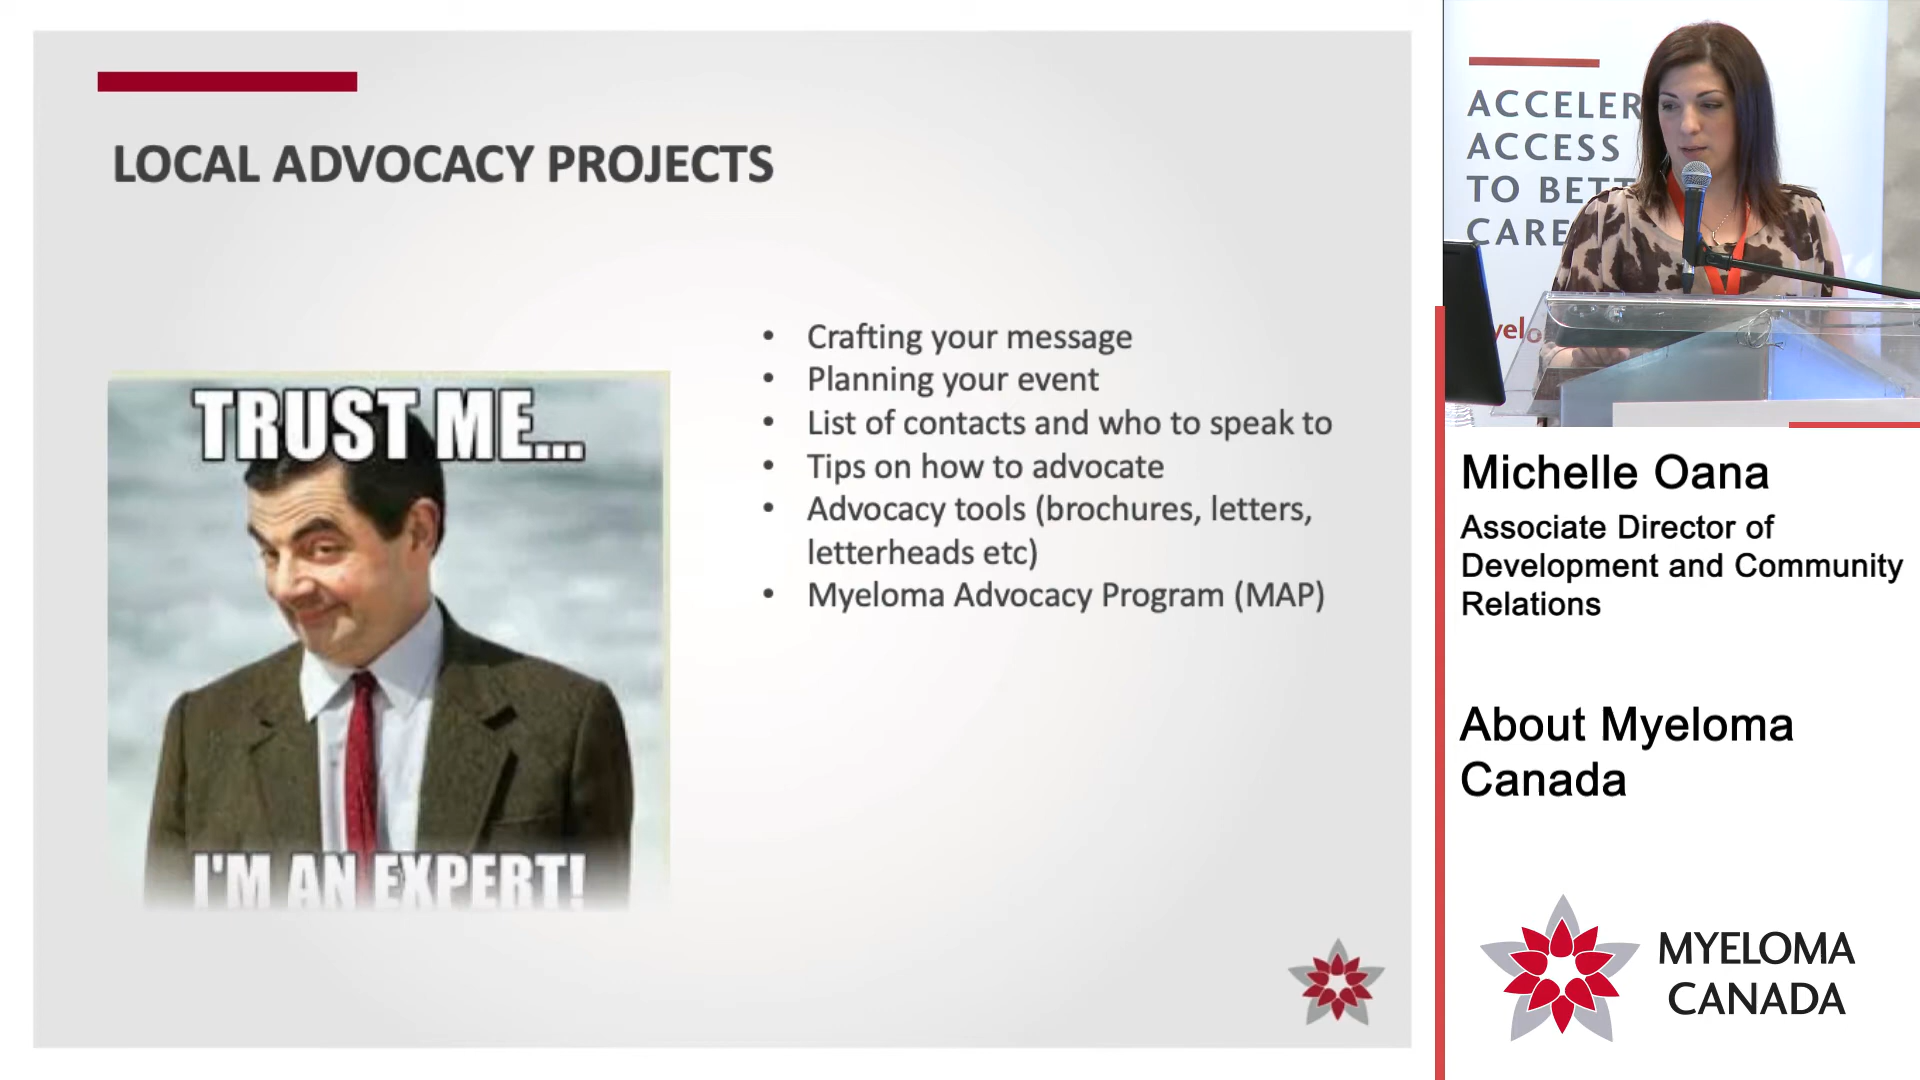 LOCAL ADVOCACY PROJECTS
TRUST ME...
I'M AN EXPERT!
• Crafting your message
• Planning your event
• List of contacts and who to speak to
• Tips on how to advocate
• Advocacy tools (brochures, letters,
letterheads etc)
• Myeloma Advocacy Program (MAP)
ACCELER
ACCESS
TO BETT
CARE
yelo
Michelle Oana
Associate Director of
Development and Community
Relations
About Myeloma
Canada
MYELOMA
CANADA